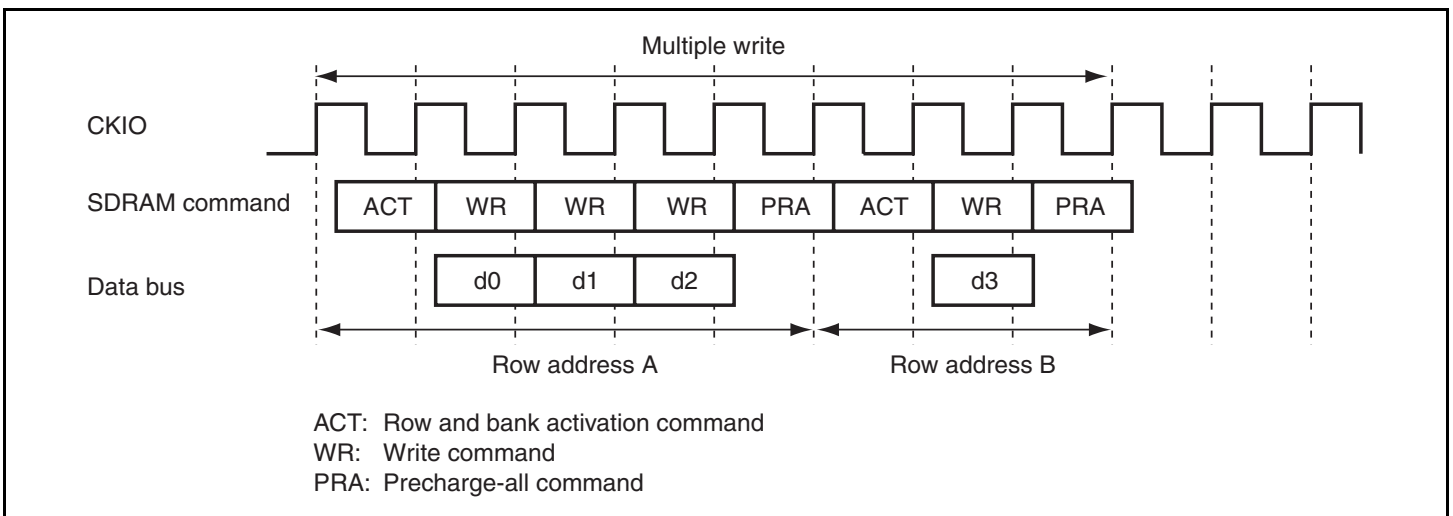 Multiple write
CKIO
SDRAM command ACT WR WR WR PRA ACT WR PRA
Data bus d0 d1 d2 d3
Row address A Row address B
ACT: Row and bank activation command
WR: Write command
PRA: Precharge-all command